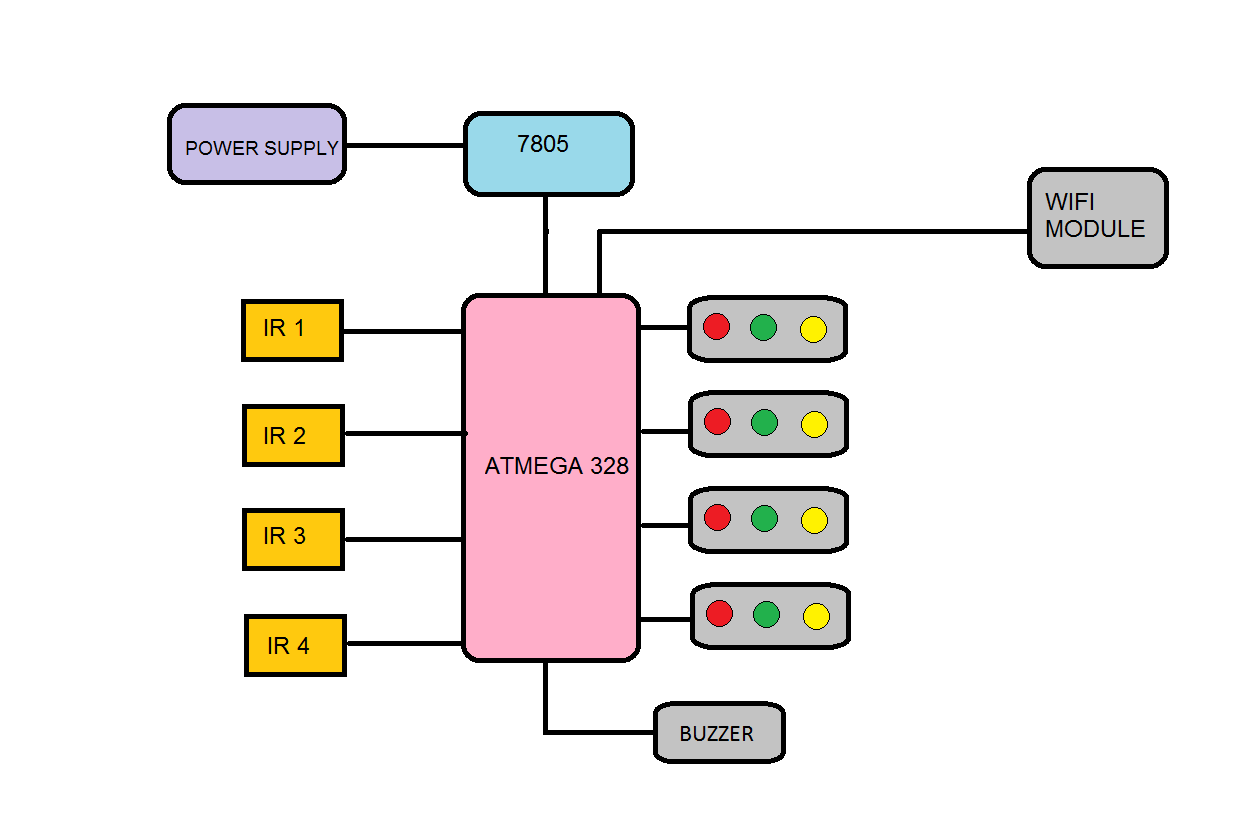 POWER SUPPLY
7805
WIFI
MODULE
IR 1
IR 2
ATMEGA 328
IR 3
IR 4
BUZZER